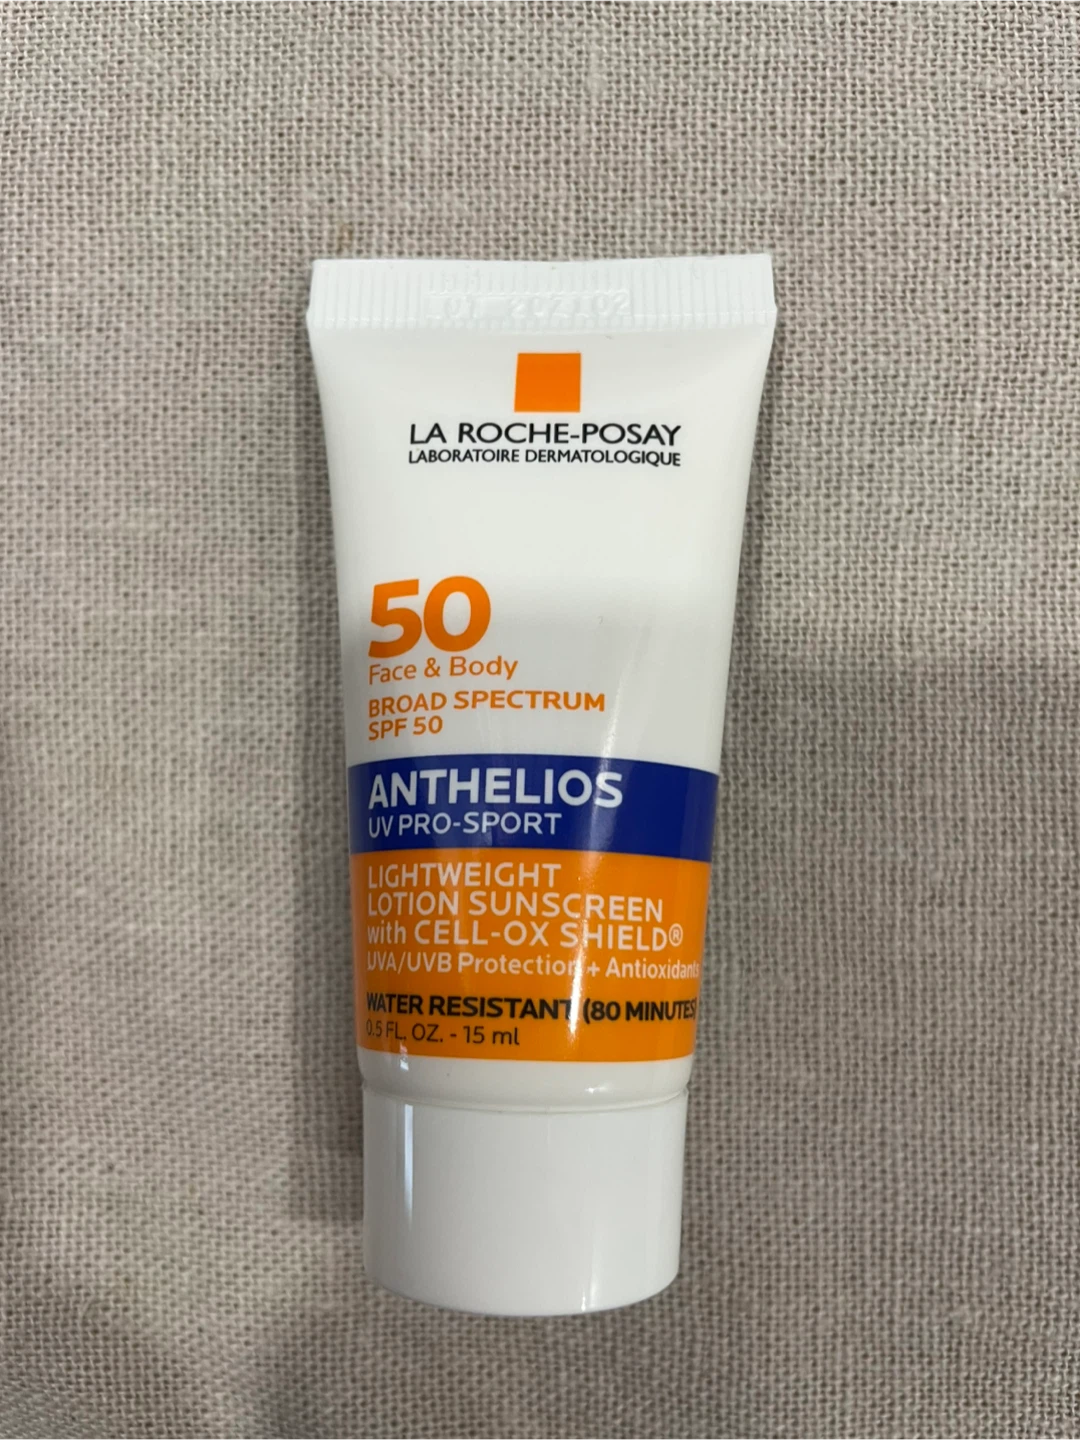 LA ROCHE-POSAY
LABORATOIRE DERMATOLOGIQUE
50
Face & Body
BROAD SPECTRUM
SPF 50
ANTHELIOS
UV PRO-SPORT
LIGHTWEIGHT
LOTION SUNSCREEN
with CELL-OX SHIELD®
UVA/UVB Protection + Antioxidants
WATER RESISTANT (80 MINUTES)
0.5 FL. OZ. - 15 ml